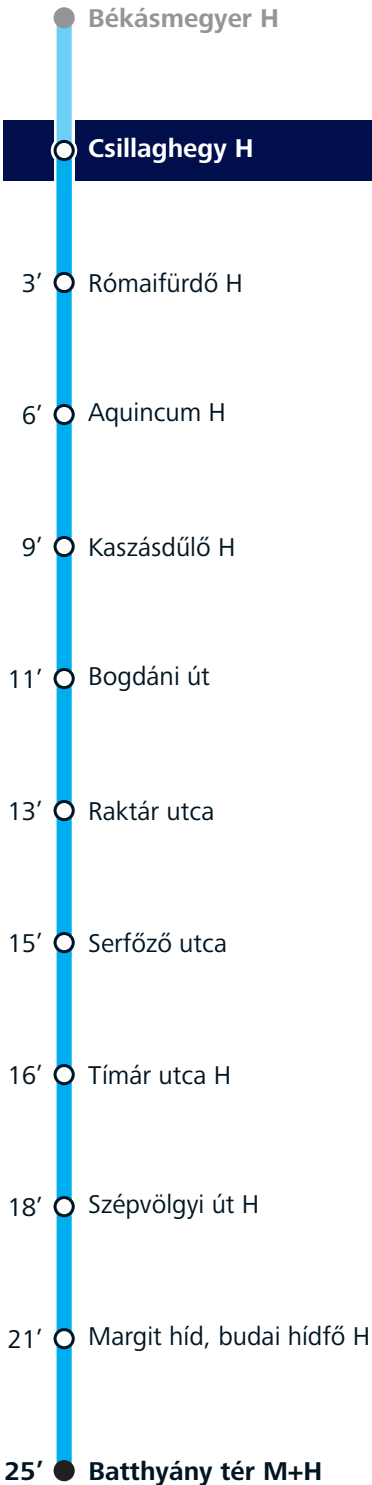 Békásmegyer H
Csillaghegy H
3’ Rómaifürdő H
6’ Aquincum H
9’ Kaszásdűlő H
11’ Bogdáni út
13’ Raktár utca
15’ Serfőző utca
16’ Tímár utca H
18’ Szépvölgyi út H
21’ Margit híd, budai hídfő H
25’ Batthyány tér M+H